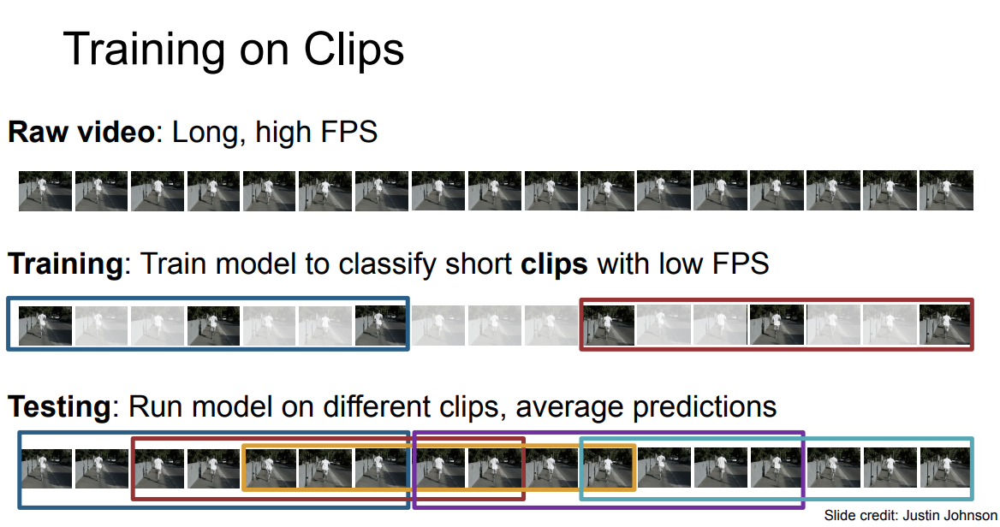 Training on Clips
Raw video: Long, high FPS
Training: Train model to classify short clips with low FPS
Testing: Run model on different clips, average predictions
Slide credit: Justin Johnson